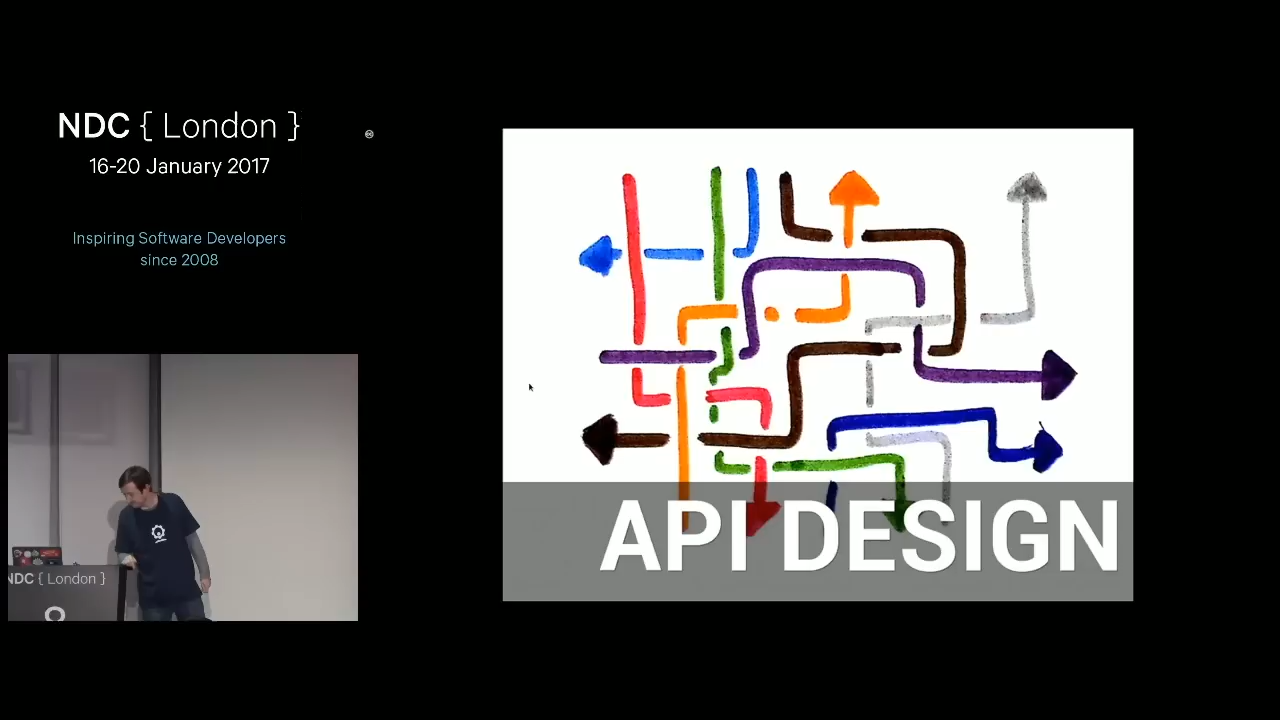 NDC { London }
16-20 January 2017
Inspiring Software Developers
since 2008
NDC { London }
API DESIGN